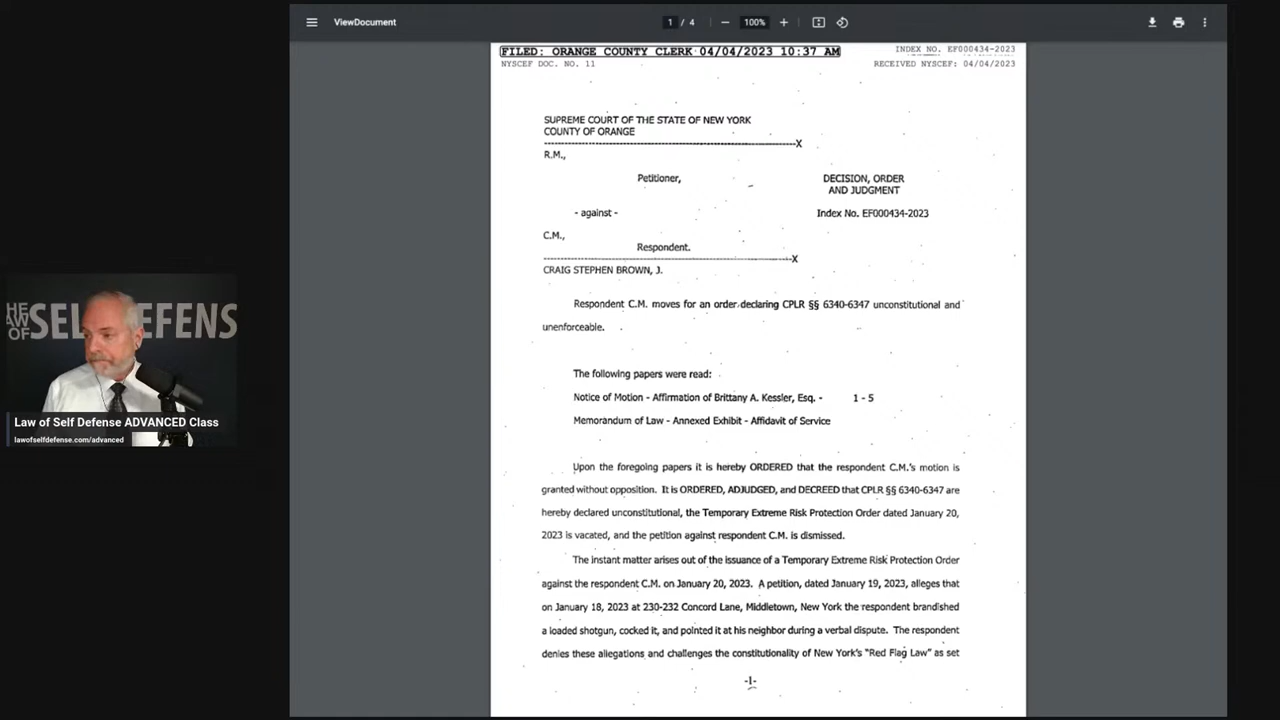 ViewDocument
1 / 4
100%
FILED: ORANGE COUNTY CLERK 04/04/2023 10:37 AM
INDEX NO. EF000434-2023
NYSCEF DOC. NO. 11
RECEIVED NYSCEF: 04/04/2023
SUPREME COURT OF THE STATE OF NEW YORK
COUNTY OF ORANGE
-----------------------------------------------------------------X
R.M.,
Petitioner,
DECISION, ORDER
AND JUDGMENT
- against -
Index No. EF000434-2023
C.M.,
Respondent.
-----------------------------------------------------------------X
CRAIG STEPHEN BROWN, J.
Respondent C.M. moves for an order declaring CPLR §§ 6340-6347 unconstitutional and
unenforceable.
The following papers were read:
Notice of Motion - Affirmation of Brittany A. Kessler, Esq. - 1 - 5
Memorandum of Law - Annexed Exhibit - Affidavit of Service
Upon the foregoing papers it is hereby ORDERED that the respondent C.M.'s motion is
granted without opposition. It is ORDERED, ADJUDGED, and DECREED that CPLR §§ 6340-6347 are
hereby declared unconstitutional, the Temporary Extreme Risk Protection Order dated January 20,
2023 is vacated, and the petition against respondent C.M. is dismissed.
The instant matter arises out of the issuance of a Temporary Extreme Risk Protection Order
against the respondent C.M. on January 20, 2023. A petition, dated January 19, 2023, alleges that
on January 18, 2023 at 230-232 Concord Lane, Middletown, New York the respondent brandished
a loaded shotgun, cocked it, and pointed it at his neighbor during a verbal dispute. The respondent
denies these allegations and challenges the constitutionality of New York's "Red Flag Law" as set
-1-
THE
LAW
OF
SELF DEFENS
Law of Self Defense ADVANCED Class
lawofselfdefense.com/advanced